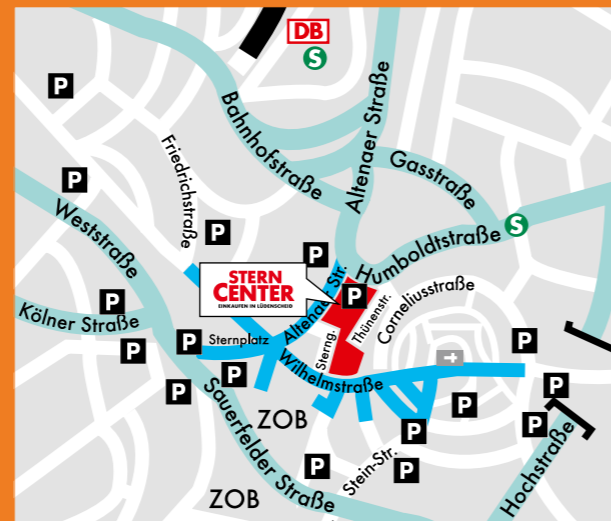 DB
S
P
Bahnhofstraße
Altenaer Straße
Gasstraße
Friedrichstraße
P
Weststraße
P
P
Humboldtstraße
S
STERN
CENTER
EINKAUFEN IN LÜDENSCHEID
P
Altenaer Str.
Thünenstr.
Corneliusstraße
P
Kölner Straße
P
P
Sternplatz
Sterng.
Wilhelmstraße
P
P
P
P
P
Sauerfelder Straße
ZOB
P
P
P
Hochstraße
P
Stein-Str.
P
ZOB